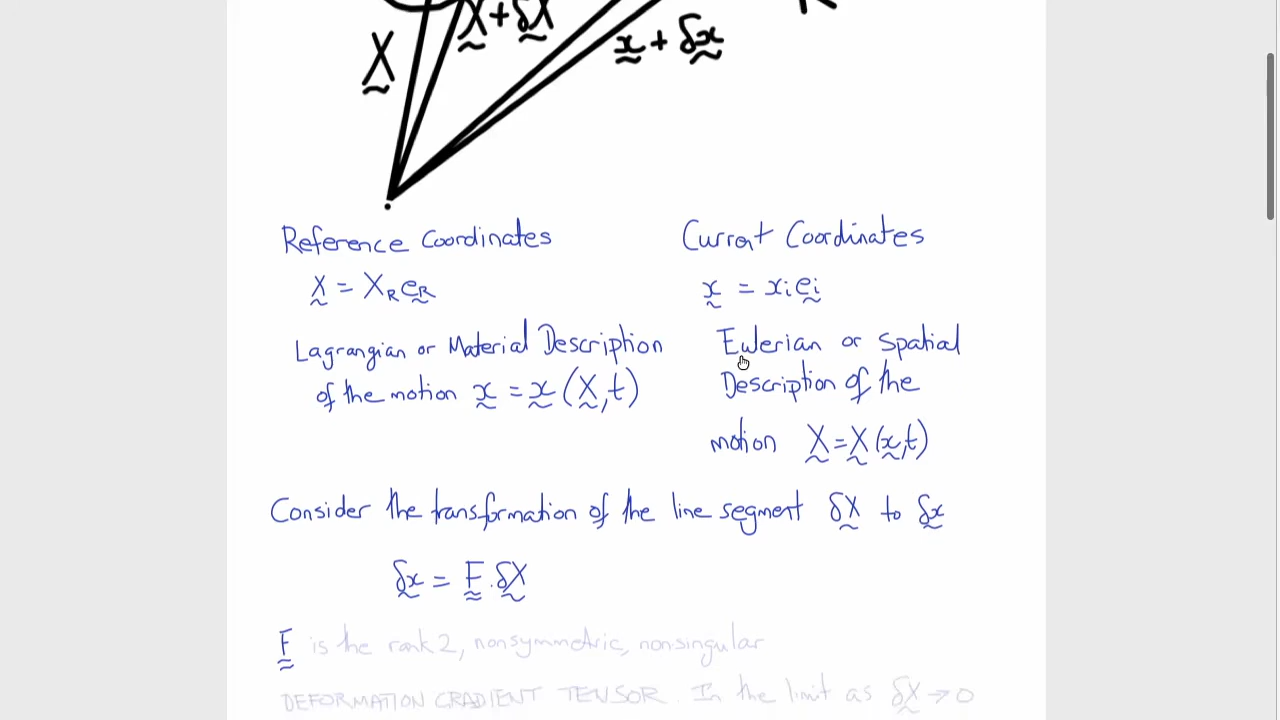 X+δX
x + δx
X
Reference Coordinates
Current Coordinates
X = X_R e_R
x = x_i e_i
Lagrangian or Material Description
of the motion x = x(X,t)
Eulerian or Spatial
Description of the
motion X = X(x,t)
Consider the transformation of the line segment δX to δx
δx = F.δX
F is the rank 2, nonsymmetric, nonsingular
DEFORMATION GRADIENT TENSOR. In the limit as δX → 0